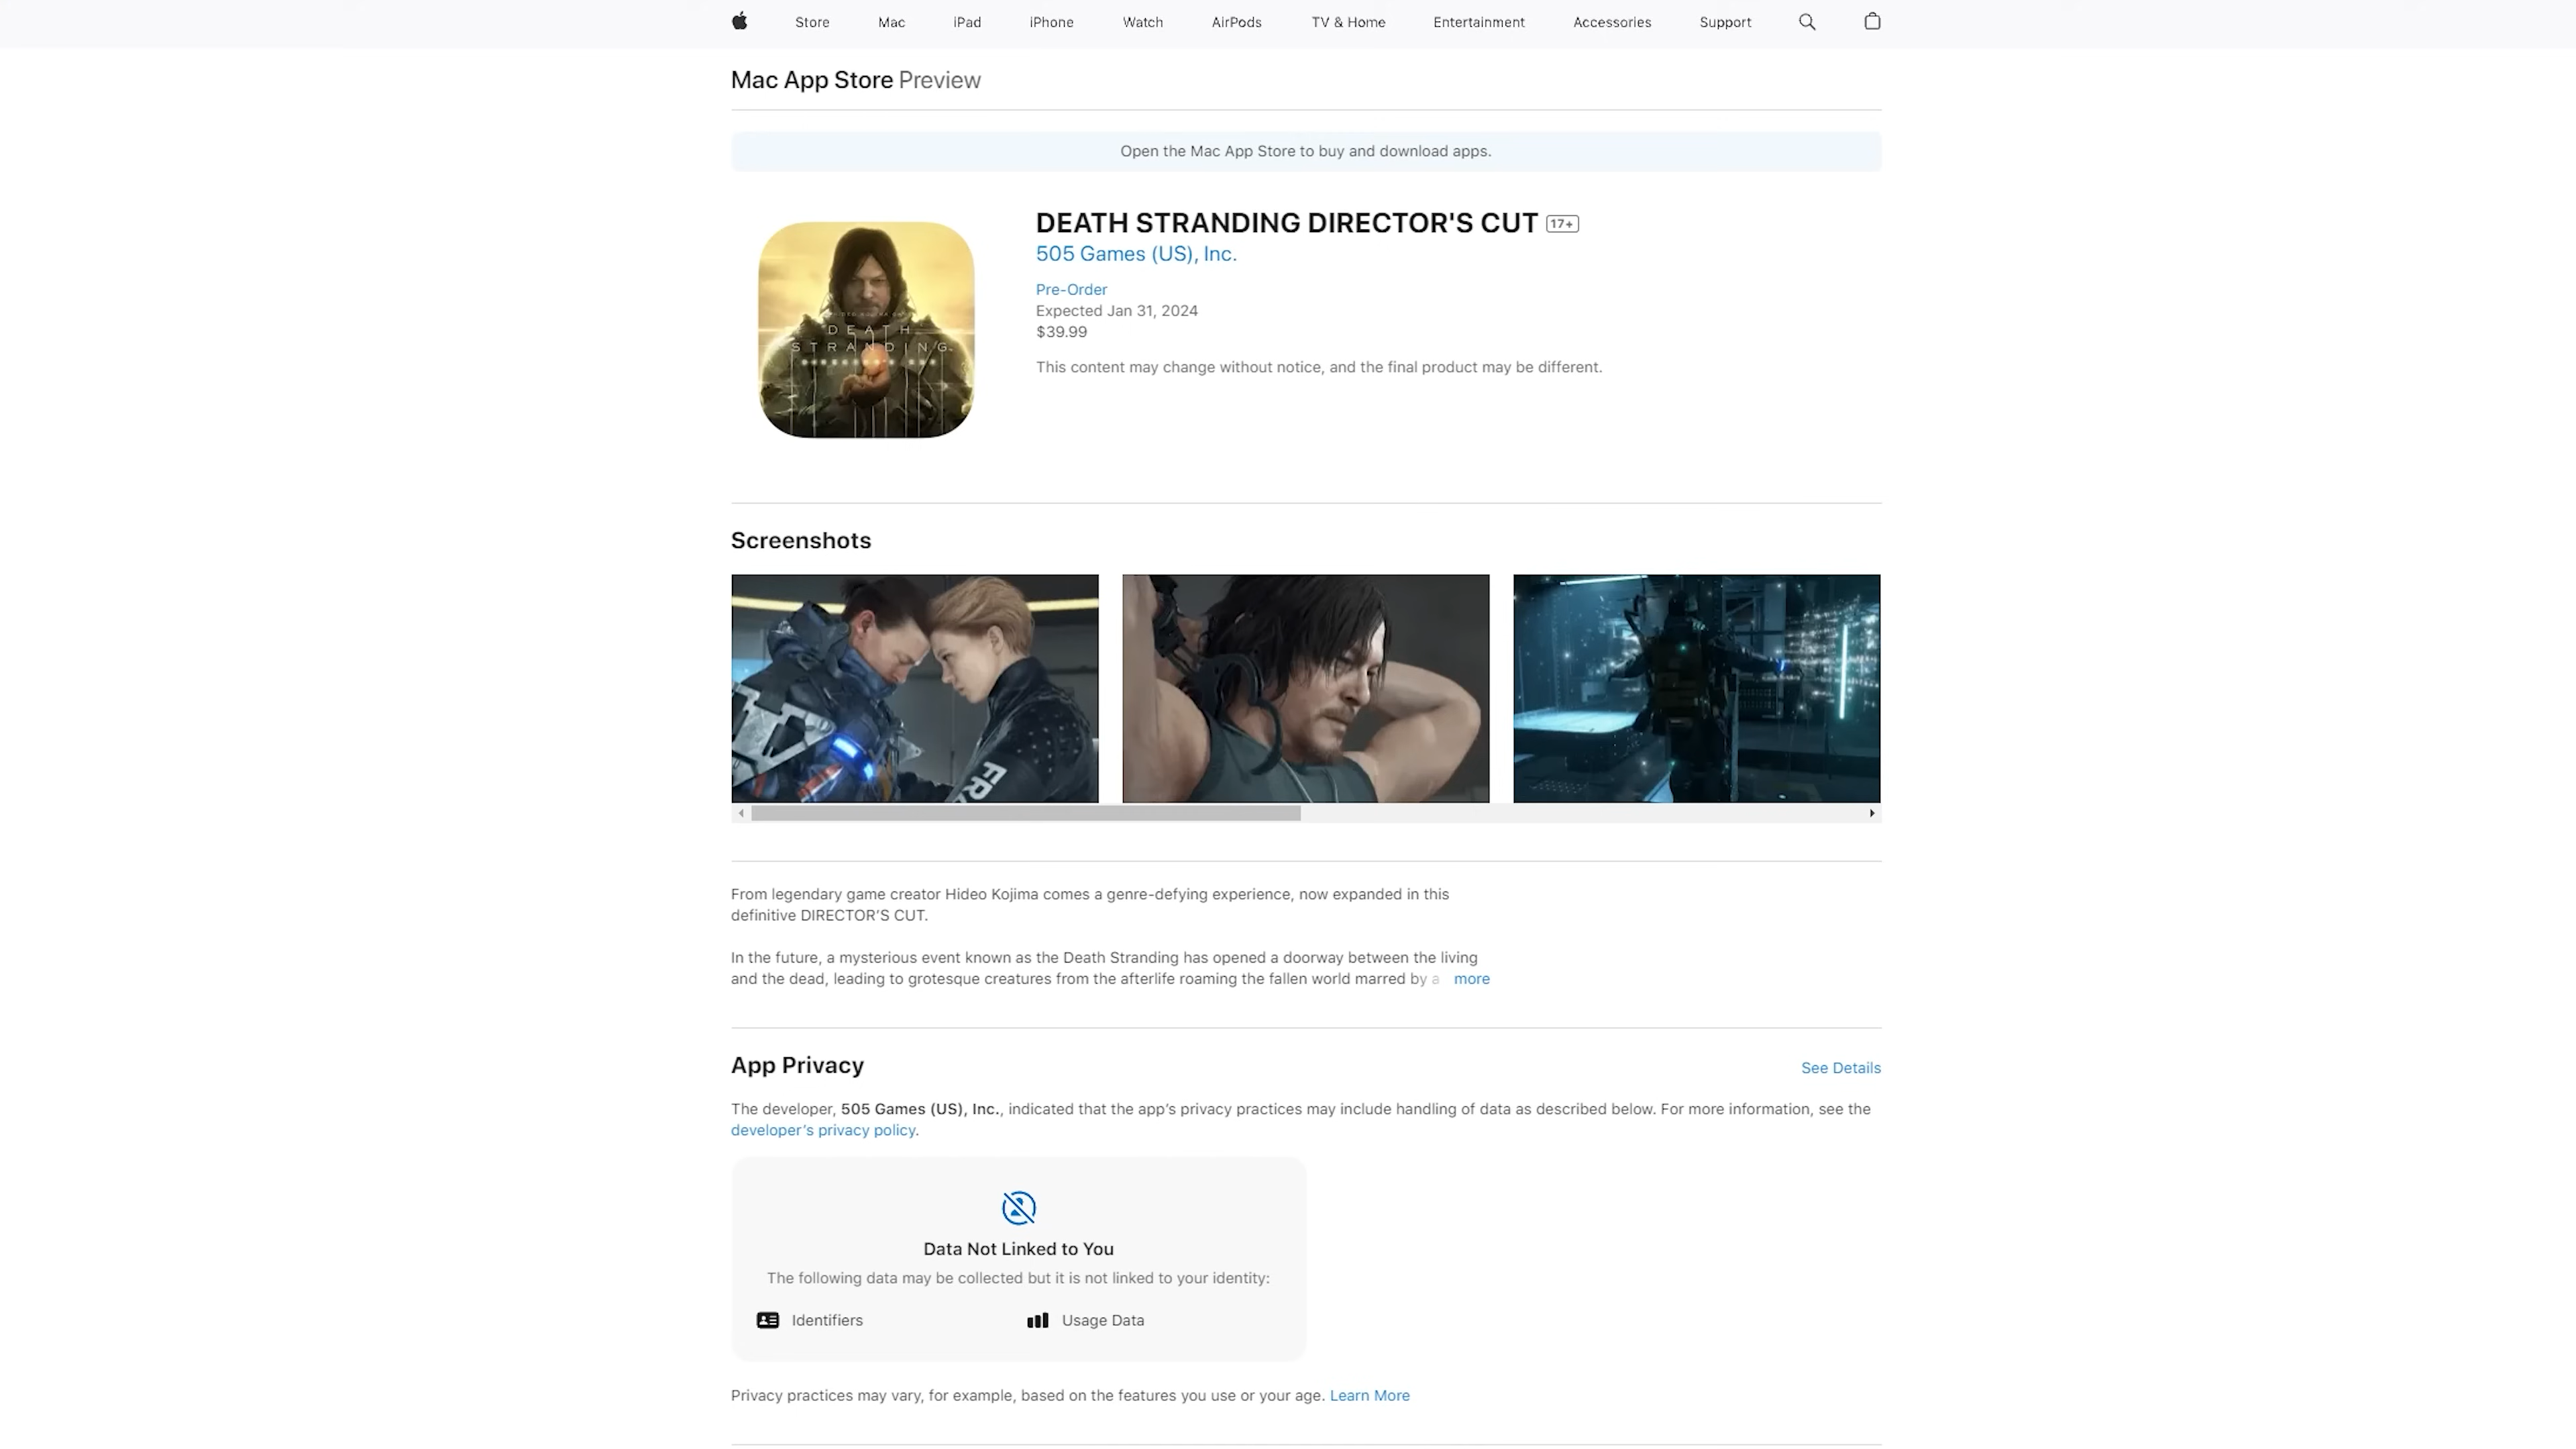 Store Mac iPad iPhone Watch AirPods TV & Home Entertainment Accessories Support
Mac App Store Preview
Open the Mac App Store to buy and download apps.
DEATH STRANDING DIRECTOR'S CUT 17+
505 Games (US), Inc.
Pre-Order
Expected Jan 31, 2024
$39.99
This content may change without notice, and the final product may be different.
DEATH
STRANDING
Screenshots
From legendary game creator Hideo Kojima comes a genre-defying experience, now expanded in this
definitive DIRECTOR'S CUT.
In the future, a mysterious event known as the Death Stranding has opened a doorway between the living
and the dead, leading to grotesque creatures from the afterlife roaming the fallen world marred by a more
App Privacy
See Details
The developer, 505 Games (US), Inc., indicated that the app’s privacy practices may include handling of data as described below. For more information, see the
developer’s privacy policy.
Data Not Linked to You
The following data may be collected but it is not linked to your identity:
Identifiers
Usage Data
Privacy practices may vary, for example, based on the features you use or your age. Learn More